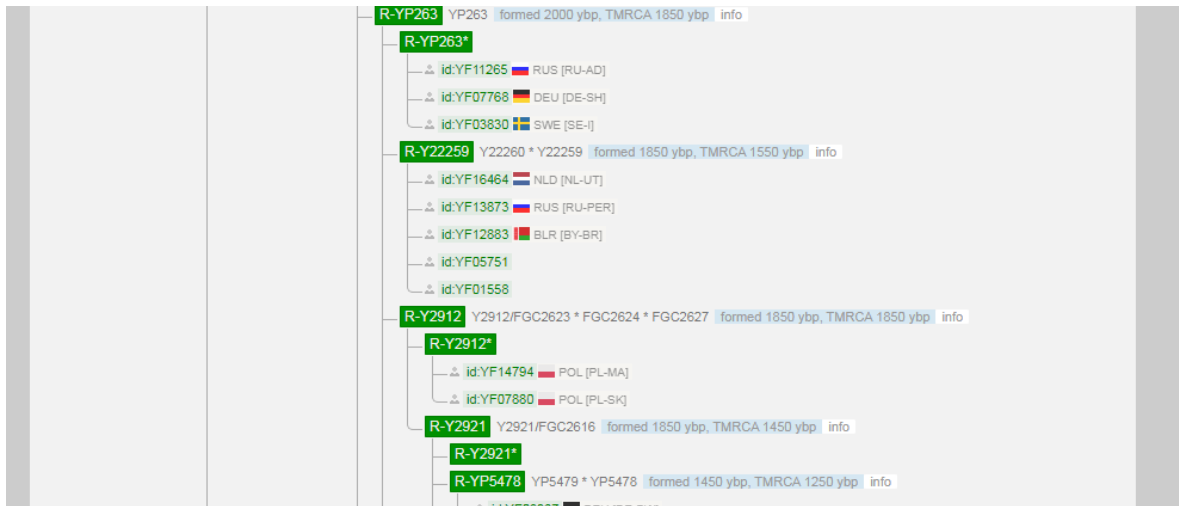 R-YP263 YP263 formed 2000 ybp, TMRCA 1850 ybp info
R-YP263*
id:YF11265 RUS [RU-AD]
id:YF07768 DEU [DE-SH]
id:YF03830 SWE [SE-I]
R-Y22259 Y22260 * Y22259 formed 1850 ybp, TMRCA 1550 ybp info
id:YF16464 NLD [NL-UT]
id:YF13873 RUS [RU-PER]
id:YF12883 BLR [BY-BR]
id:YF05751
id:YF01558
R-Y2912 Y2912/FGC2623 * FGC2624 * FGC2627 formed 1850 ybp, TMRCA 1850 ybp info
R-Y2912*
id:YF14794 POL [PL-MA]
id:YF07880 POL [PL-SK]
R-Y2921 Y2921/FGC2616 formed 1850 ybp, TMRCA 1450 ybp info
R-Y2921*
R-YP5478 YP5479 * YP5478 formed 1450 ybp, TMRCA 1250 ybp info